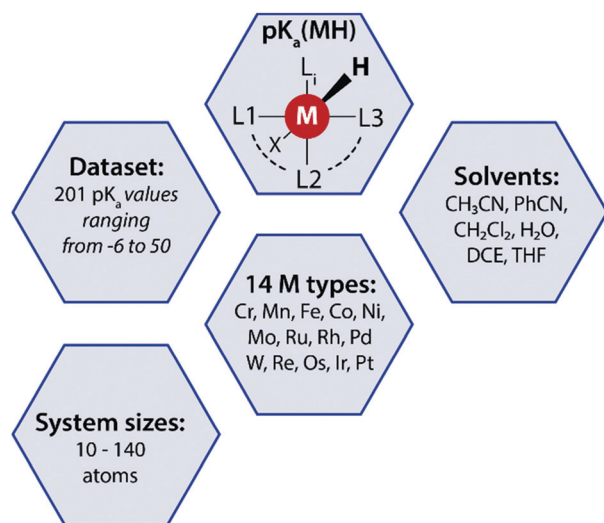 pKₐ(MH)
Lᵢ
H
L1
M
L3
X
L2
Dataset:
201 pKₐ values
ranging
from -6 to 50
Solvents:
CH₃CN, PhCN,
CH₂Cl₂, H₂O,
DCE, THF
14 M types:
Cr, Mn, Fe, Co, Ni,
Mo, Ru, Rh, Pd
W, Re, Os, Ir, Pt
System sizes:
10 - 140
atoms